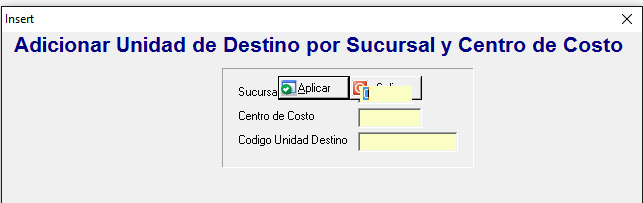 Insert
Adicionar Unidad de Destino por Sucursal y Centro de Costo
Sucursa Aplicar
Centro de Costo
Codigo Unidad Destino